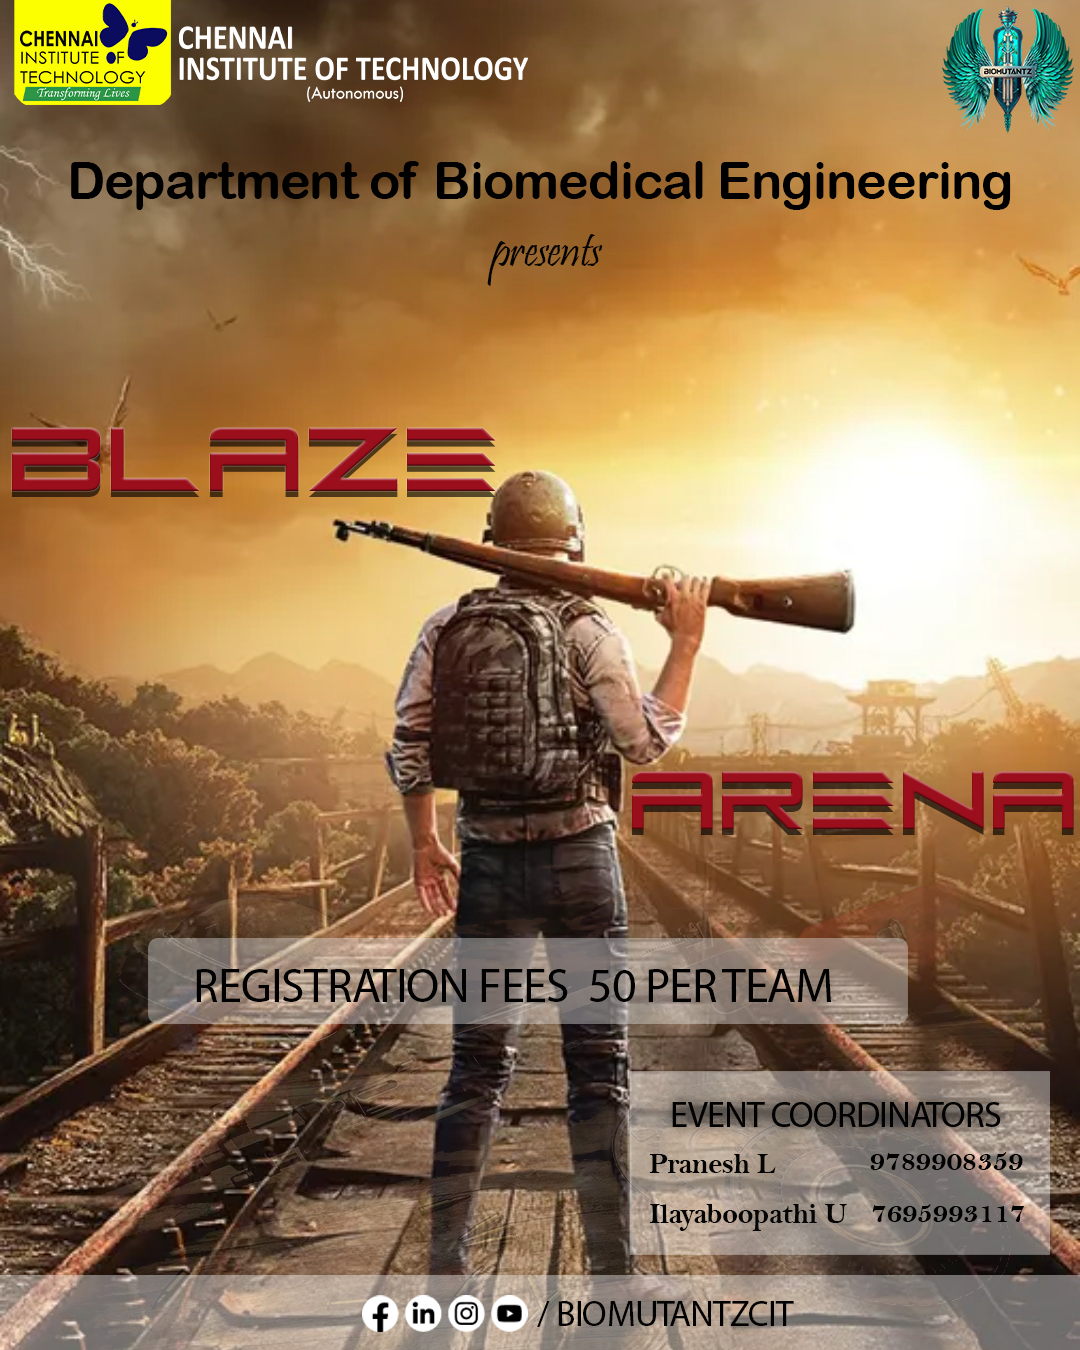 CHENNAI
INSTITUTE OF
TECHNOLOGY
Transforming Lives
CHENNAI
INSTITUTE OF TECHNOLOGY
(Autonomous)
BIOMUTANTZ
Department of Biomedical Engineering
presents
BLAZE
ARENA
REGISTRATION FEES 50 PER TEAM
EVENT COORDINATORS
Pranesh L 9789908359
Ilayaboopathi U 7695993117
/ BIOMUTANTZCIT